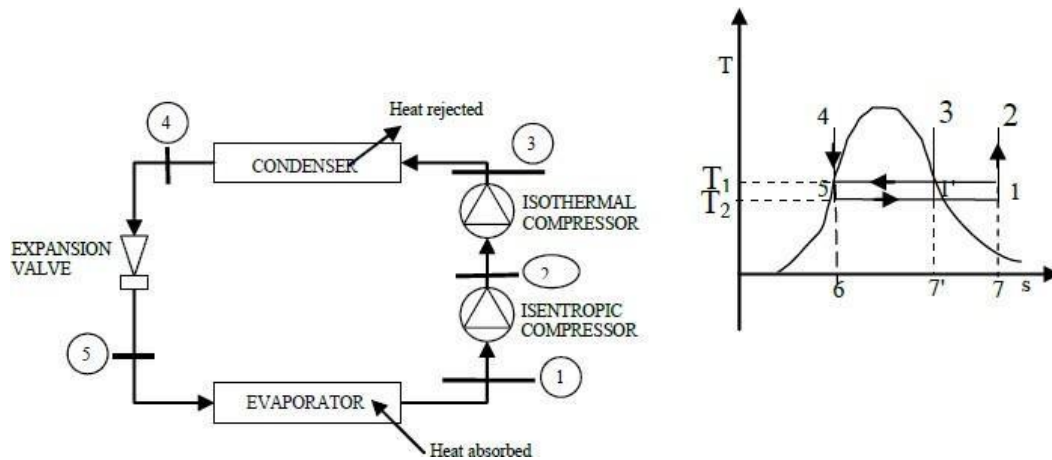 Heat rejected
4
CONDENSER
3
ISOTHERMAL
COMPRESSOR
EXPANSION
VALVE
2
ISENTROPIC
COMPRESSOR
5
1
EVAPORATOR
Heat absorbed
T
4
3
2
T1
5
1'
1
T2
6
7'
7
s